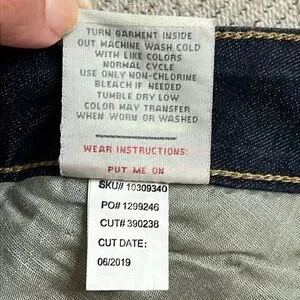 TURN GARMENT INSIDE
OUT MACHINE WASH COLD
WITH LIKE COLORS
NORMAL CYCLE
USE ONLY NON-CHLORINE
BLEACH IF NEEDED
TUMBLE DRY LOW
COLOR MAY TRANSFER
WHEN WORN OR WASHED
WEAR INSTRUCTIONS:
PUT ME ON
SKU# 10309340
PO# 1299246
CUT# 390238
CUT DATE:
06/2019